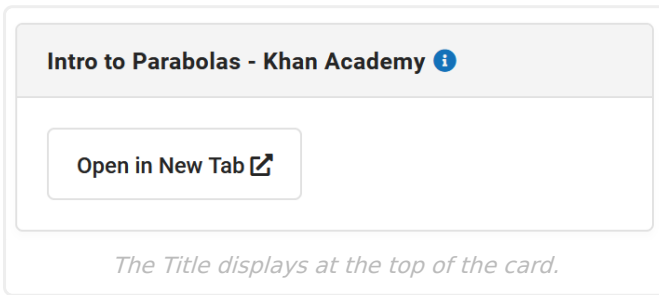 Intro to Parabolas - Khan Academy
Open in New Tab
The Title displays at the top of the card.